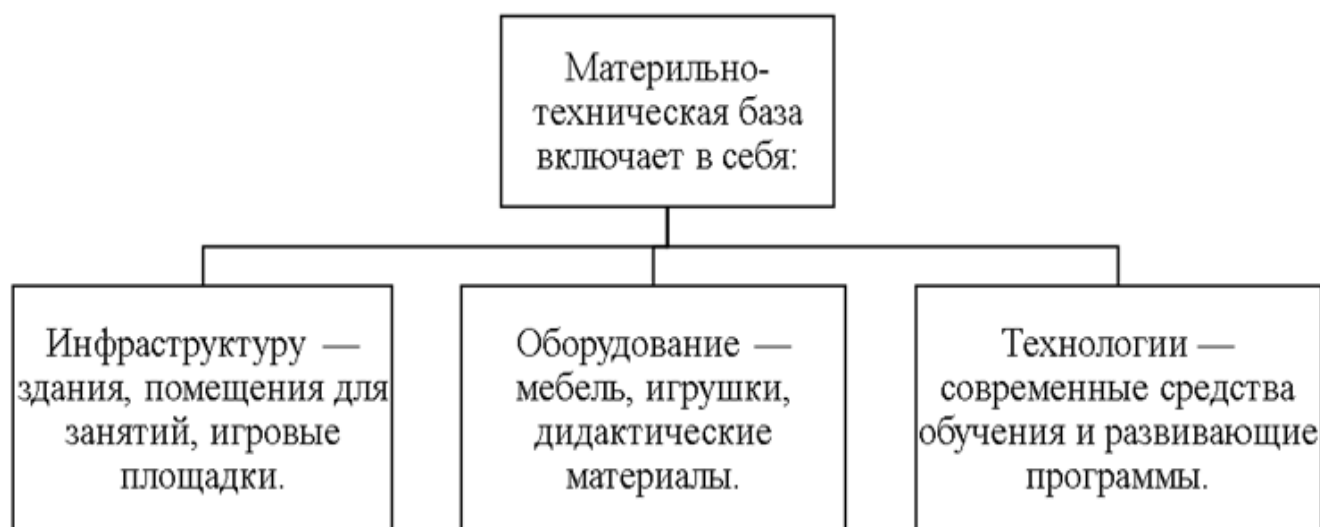 Материльно-
техническая база
включает в себя:
Инфраструктуру —
здания, помещения для
занятий, игровые
площадки.
Оборудование —
мебель, игрушки,
дидактические
материалы.
Технологии —
современные средства
обучения и развивающие
программы.